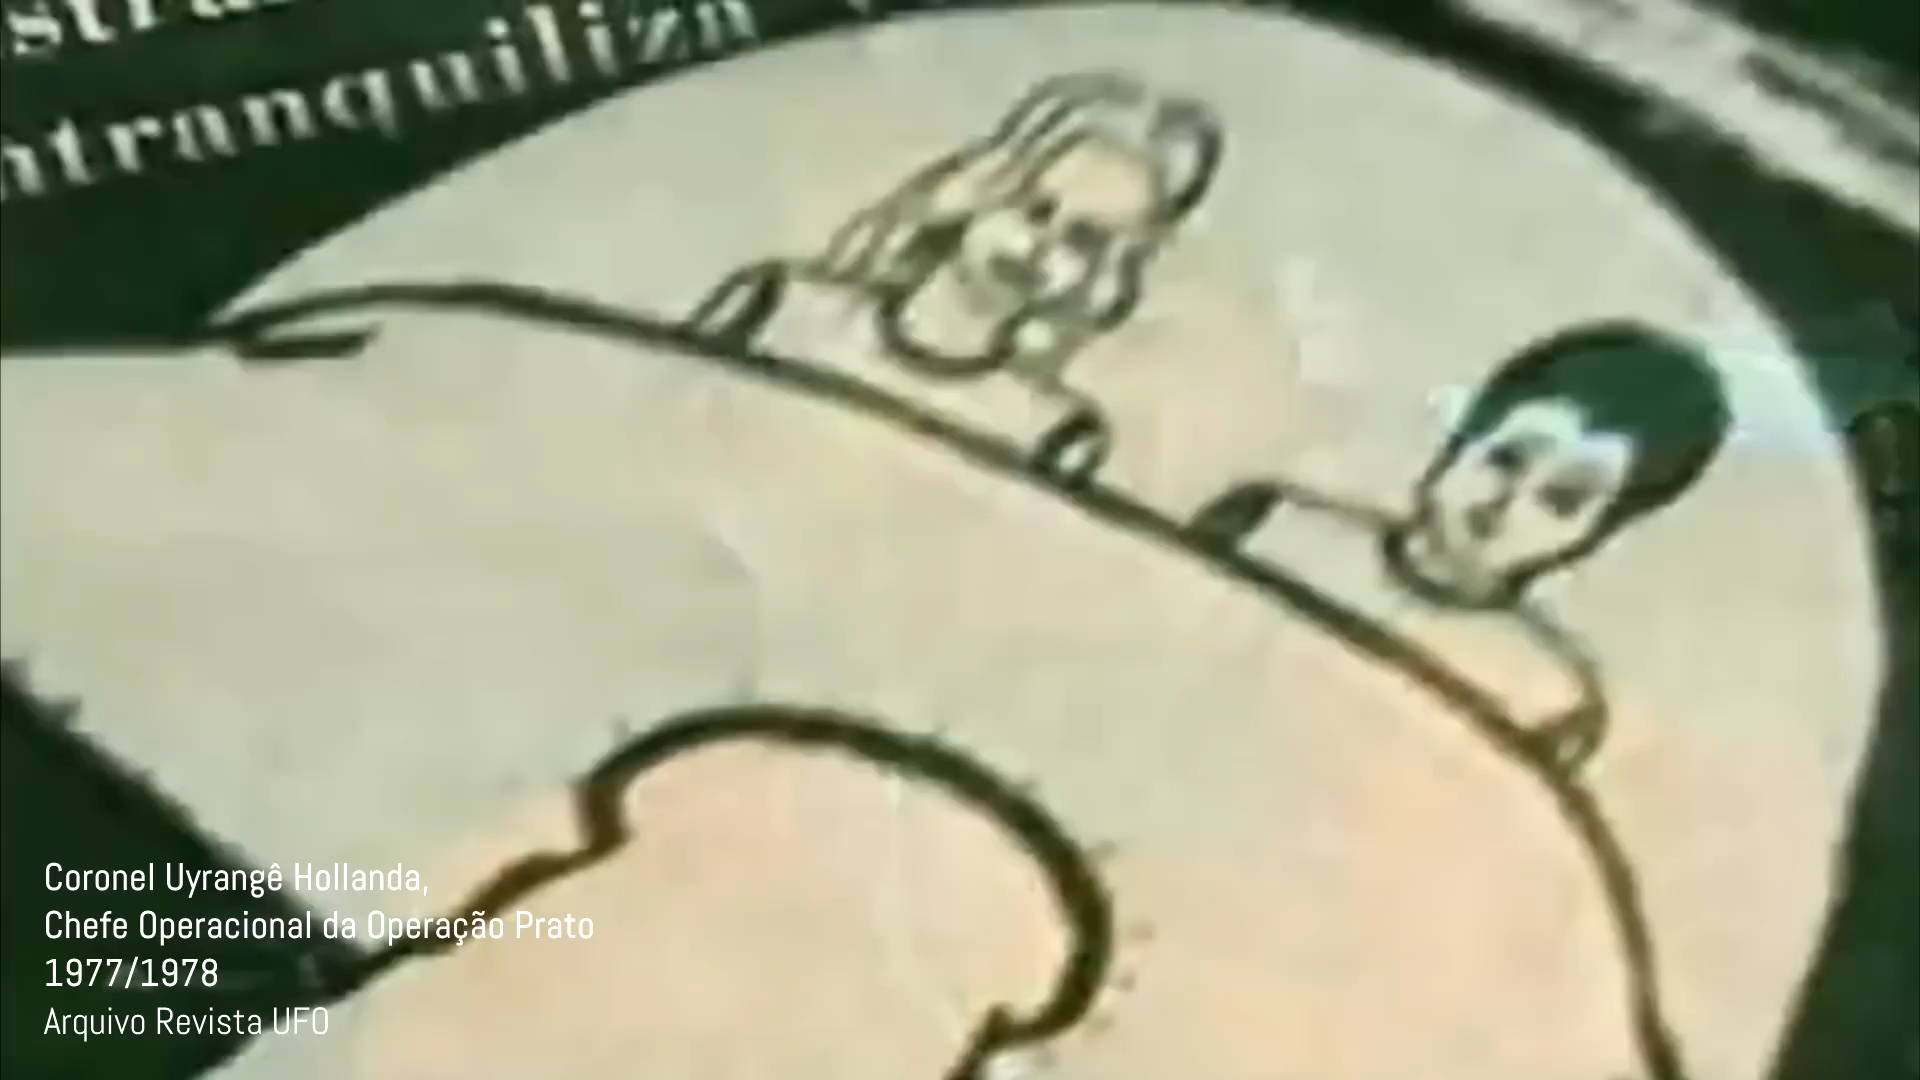 ntranquiliza
Coronel Uyrangê Hollanda,
Chefe Operacional da Operação Prato
1977/1978
Arquivo Revista UFO